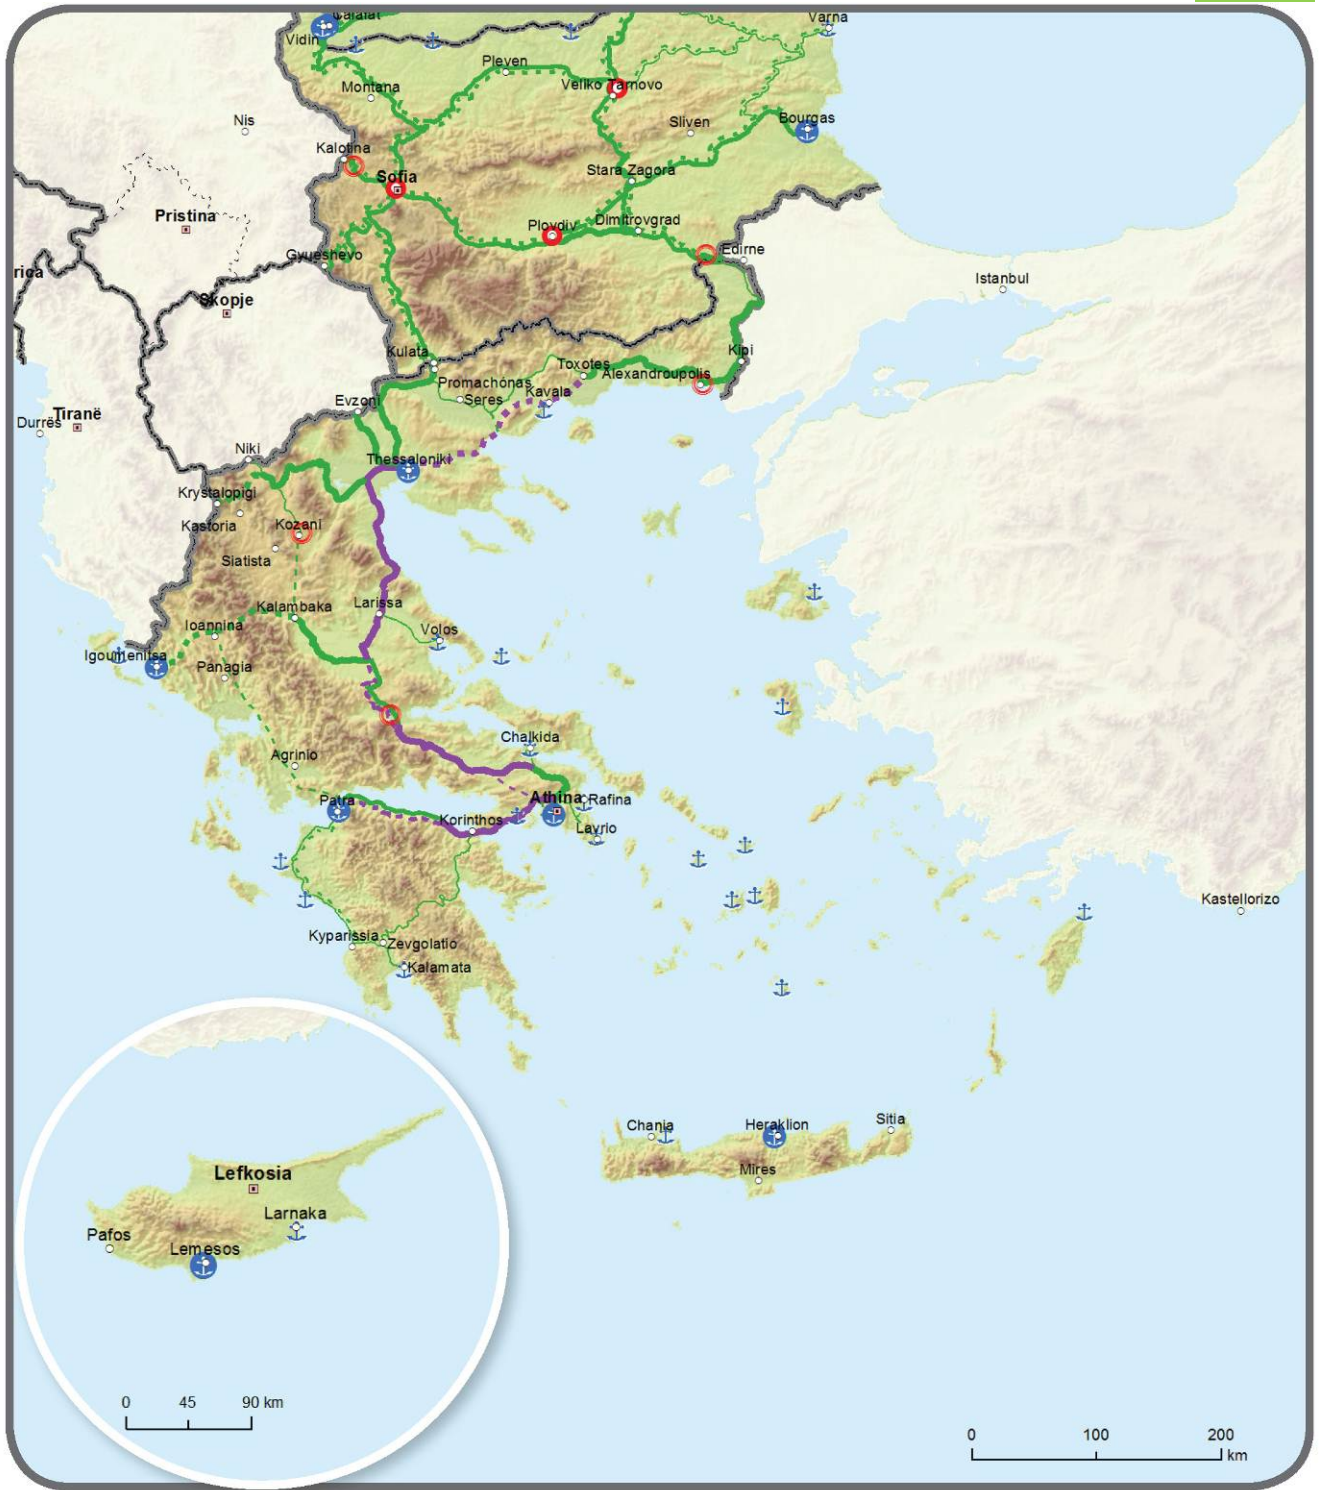 Calafat
Varna
Vidin
Pleven
Montana
Veliko Tarnovo
Nis
Sliven
Bourgas
Kalotina
Sofia
Stara Zagora
Pristina
Plovdiv
Dimitrovgrad
Gyueshevo
Edirne
rica
Istanbul
Skopje
Kulata
Kipi
Toxotes
Alexandroupolis
Promachonas
Seres
Kavala
Evzoni
Tiranë
Durrës
Niki
Thessaloniki
Krystalopigi
Kastoria
Kozani
Siatista
Kalambaka
Larissa
Ioannina
Volos
Igoumenitsa
Panagia
Chalkida
Agrinio
Patra
Athina
Rafina
Korinthos
Lavrio
Kastellorizo
Kyparissia
Zevgolatio
Kalamata
Chania
Heraklion
Sitia
Mires
Lefkosia
Larnaka
Pafos
Lemesos
0 45 90 km
0 100 200
km